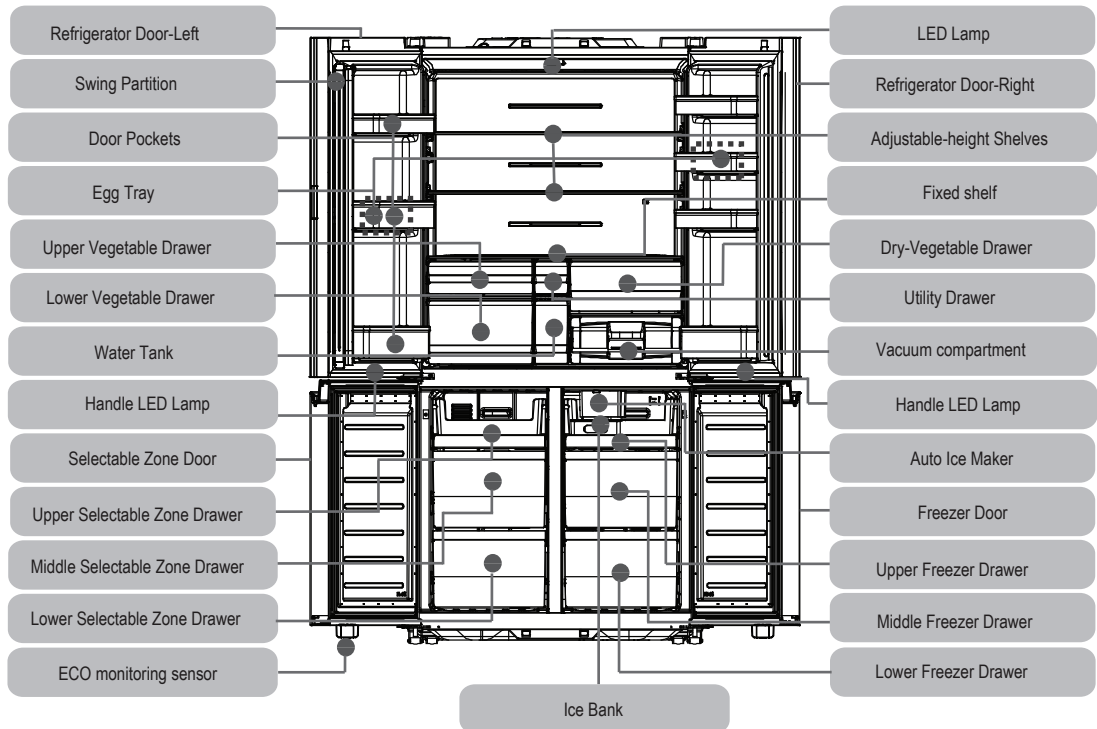 Refrigerator Door-Left
Swing Partition
Door Pockets
Egg Tray
Upper Vegetable Drawer
Lower Vegetable Drawer
Water Tank
Handle LED Lamp
Selectable Zone Door
Upper Selectable Zone Drawer
Middle Selectable Zone Drawer
Lower Selectable Zone Drawer
ECO monitoring sensor
LED Lamp
Refrigerator Door-Right
Adjustable-height Shelves
Fixed shelf
Dry-Vegetable Drawer
Utility Drawer
Vacuum compartment
Handle LED Lamp
Auto Ice Maker
Freezer Door
Upper Freezer Drawer
Middle Freezer Drawer
Lower Freezer Drawer
Ice Bank